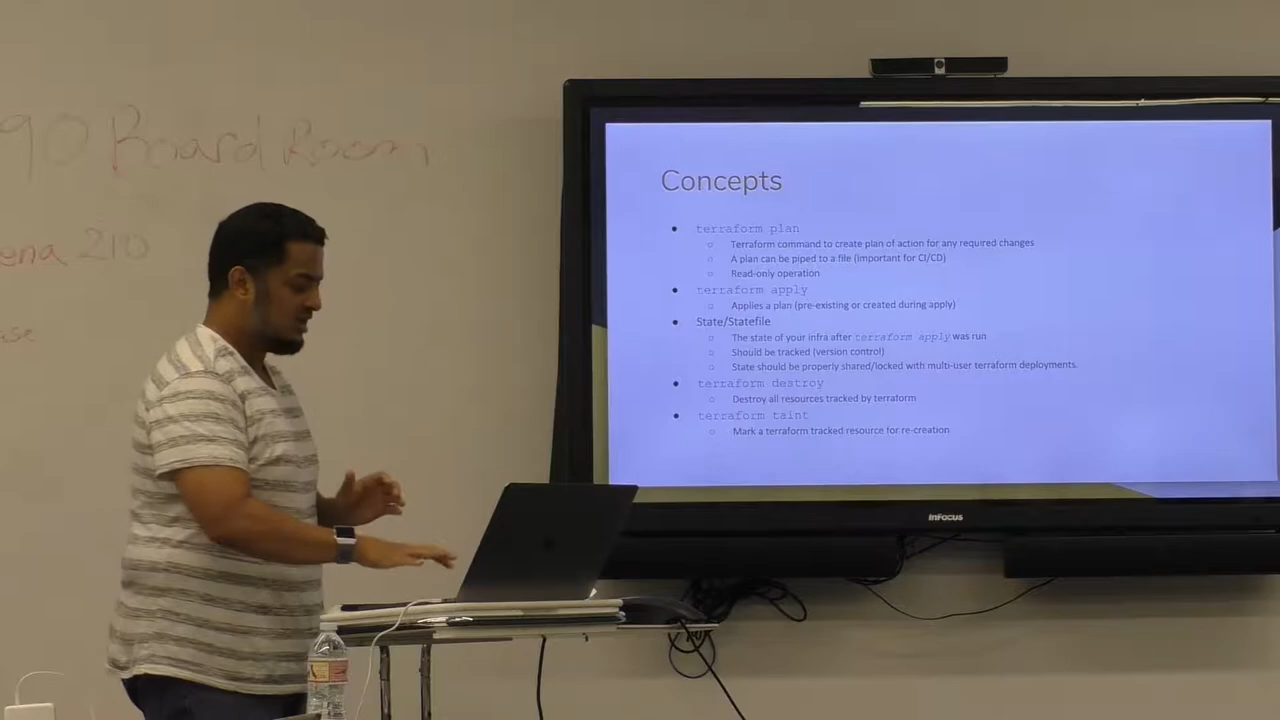 90 Board Room
ena 210
se
Concepts
• terraform plan
○ Terraform command to create plan of action for any required changes
○ A plan can be piped to a file (important for CI/CD)
○ Read-only operation
• terraform apply
○ Applies a plan (pre-existing or created during apply)
• State/Statefile
○ The state of your infra after terraform apply was run
○ Should be tracked (version control)
○ State should be properly shared/locked with multi-user terraform deployments.
• terraform destroy
○ Destroy all resources tracked by terraform
• terraform taint
○ Mark a terraform tracked resource for re-creation
InFocus